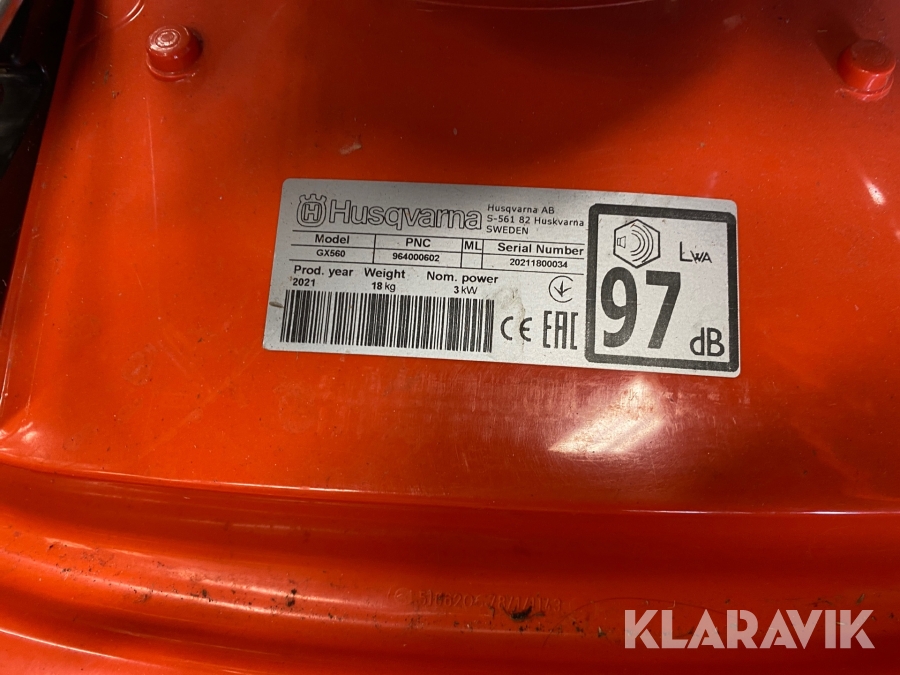 Husqvarna
Husqvarna AB
S-561 82 Huskvarna
SWEDEN
Model PNC ML Serial Number
GX560 964000602 20211800034
Prod. year Weight Nom. power
2021 18 kg 3 kW
CE EAC
LWA
97 dB
KLARAVIK